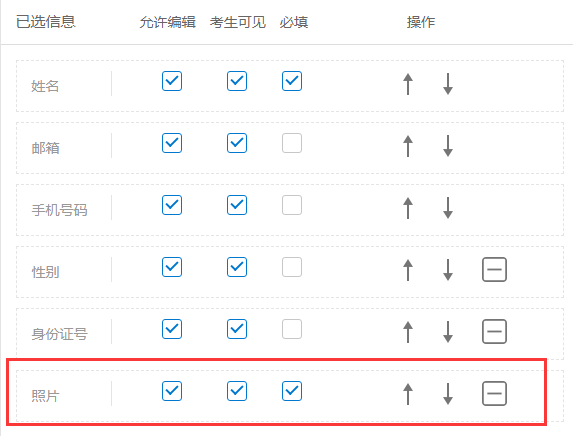 已选信息 允许编辑 考生可见 必填 操作
姓名
邮箱
手机号码
性别
身份证号
照片